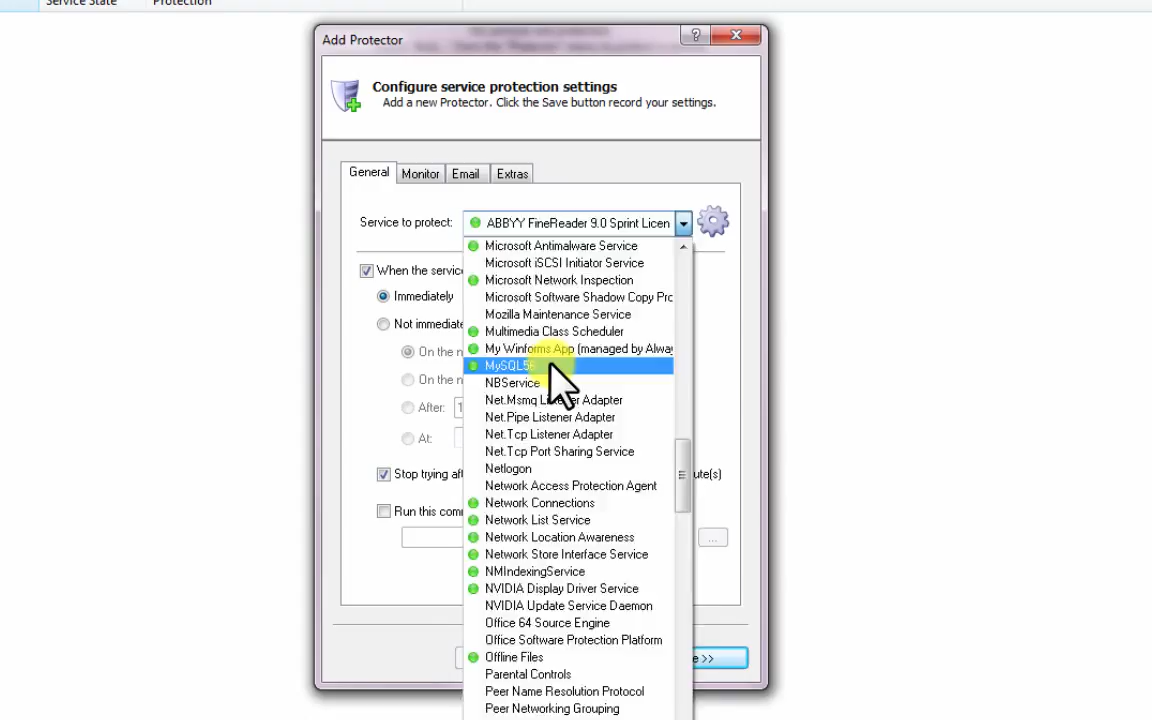 Service State Protection
Add Protector
?
Configure service protection settings
Add a new Protector. Click the Save button record your settings.
General Monitor Email Extras
Service to protect: ABBYY FineReader 9.0 Sprint Licen
Microsoft Antimalware Service
Microsoft iSCSI Initiator Service
When the servic
Microsoft Network Inspection
Immediately
Microsoft Software Shadow Copy Prc
Mozilla Maintenance Service
Not immediate
Multimedia Class Scheduler
On the n
My Winforms App (managed by Alway
MySQL5
On the n
NBService
Net.Msmq Listener Adapter
After: 1
Net.Pipe Listener Adapter
At:
Net.Tcp Listener Adapter
Net.Tcp Port Sharing Service
Stop trying aft
Netlogon
ute(s)
Network Access Protection Agent
Network Connections
Run this comm
Network List Service
Network Location Awareness
...
Network Store Interface Service
NMIndexingService
NVIDIA Display Driver Service
NVIDIA Update Service Daemon
Office 64 Source Engine
Office Software Protection Platform
Offline Files
e >>
Parental Controls
Peer Name Resolution Protocol
Peer Networking Grouping